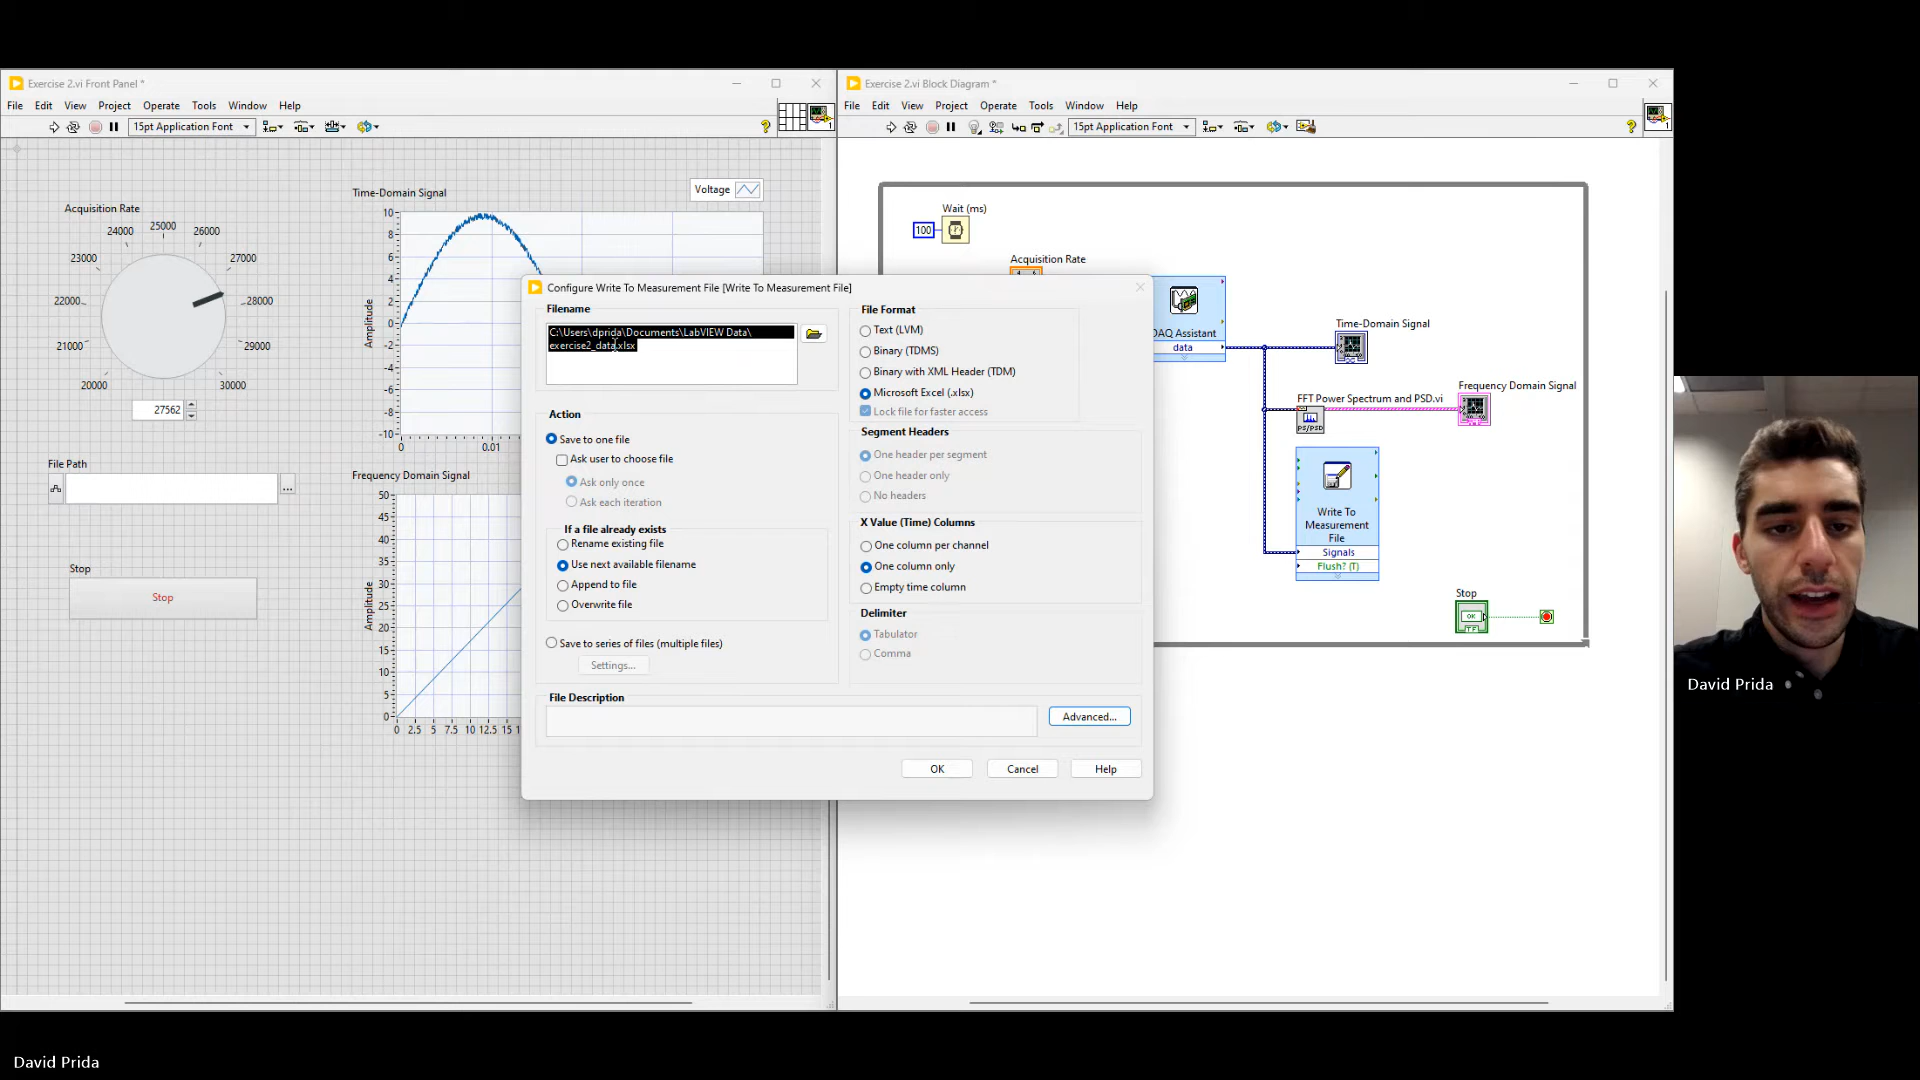 Exercise 2.vi Front Panel *
File Edit View Project Operate Tools Window Help
15pt Application Font
1
Acquisition Rate
25000
24000 26000
23000 27000
22000 28000
21000 29000
20000 30000
27562
File Path
...
Stop
Stop
Time-Domain Signal
Voltage
Amplitude
10
8
6
4
2
0
-2
-4
-6
-8
-10
0 0.01
Frequency Domain Signal
Amplitude
50
45
40
35
30
25
20
15
10
5
0
0 2.5 5 7.5 10 12.5 15
Configure Write To Measurement File [Write To Measurement File]
Filename
C:\Users\dprida\Documents\LabVIEW Data\
exercise2_data.xlsx
Action
Save to one file
Ask user to choose file
Ask only once
Ask each iteration
If a file already exists
Rename existing file
Use next available filename
Append to file
Overwrite file
Save to series of files (multiple files)
Settings...
File Format
Text (LVM)
Binary (TDMS)
Binary with XML Header (TDM)
Microsoft Excel (.xlsx)
Lock file for faster access
Segment Headers
One header per segment
One header only
No headers
X Value (Time) Columns
One column per channel
One column only
Empty time column
Delimiter
Tabulator
Comma
File Description
Advanced...
OK Cancel Help
Exercise 2.vi Block Diagram *
File Edit View Project Operate Tools Window Help
15pt Application Font
1
Wait (ms)
100
Acquisition Rate
DAQ Assistant
data
Time-Domain Signal
FFT Power Spectrum and PSD.vi
PS/PSD
Frequency Domain Signal
Write To
Measurement
File
Signals
Flush? (T)
Stop
OK
TF
David Prida
David Prida